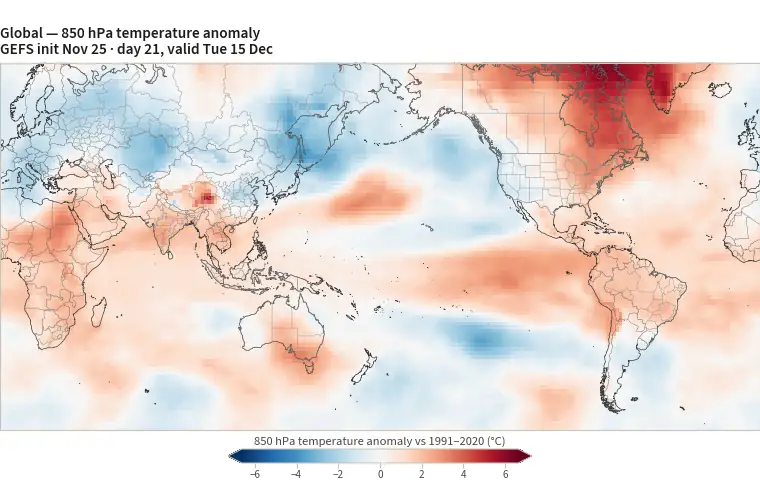 Global — 850 hPa temperature anomaly
GEFS init Nov 25 · day 21, valid Tue 15 Dec
850 hPa temperature anomaly vs 1991–2020 (°C)
−6 −4 −2 0 2 4 6